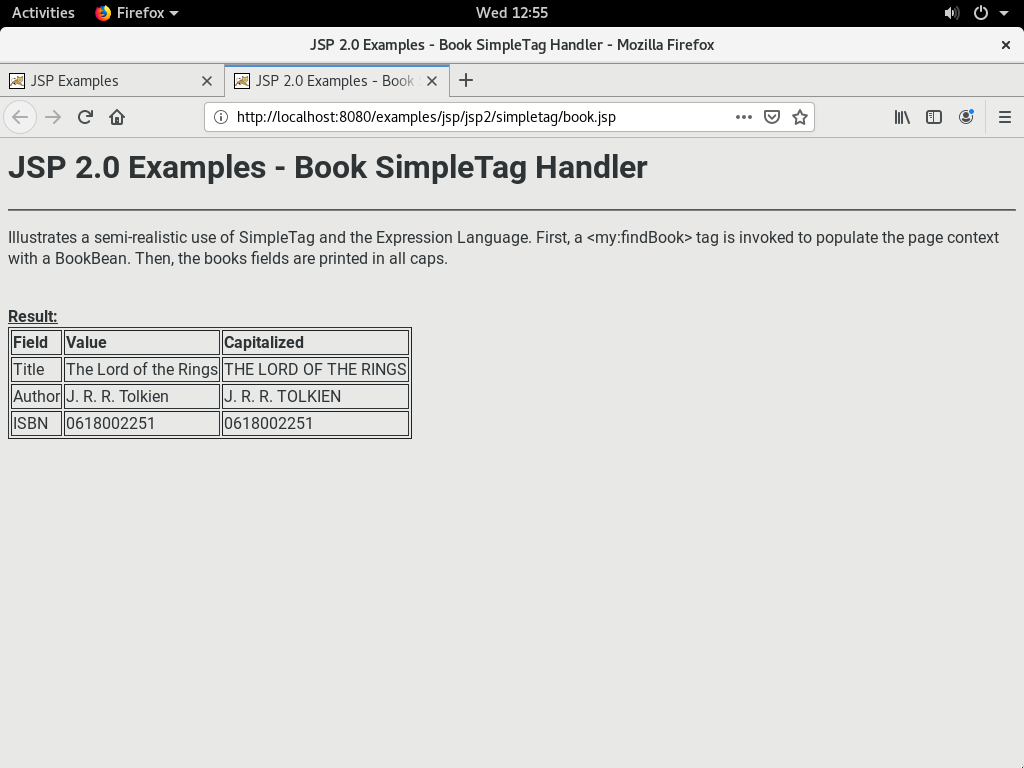 Activities Firefox Wed 12:55
JSP 2.0 Examples - Book SimpleTag Handler - Mozilla Firefox
JSP Examples JSP 2.0 Examples - Book
http://localhost:8080/examples/jsp/jsp2/simpletag/book.jsp
JSP 2.0 Examples - Book SimpleTag Handler
Illustrates a semi-realistic use of SimpleTag and the Expression Language. First, a <my:findBook> tag is invoked to populate the page context
with a BookBean. Then, the books fields are printed in all caps.
Result:
Field Value Capitalized
Title The Lord of the Rings THE LORD OF THE RINGS
Author J. R. R. Tolkien J. R. R. TOLKIEN
ISBN 0618002251 0618002251